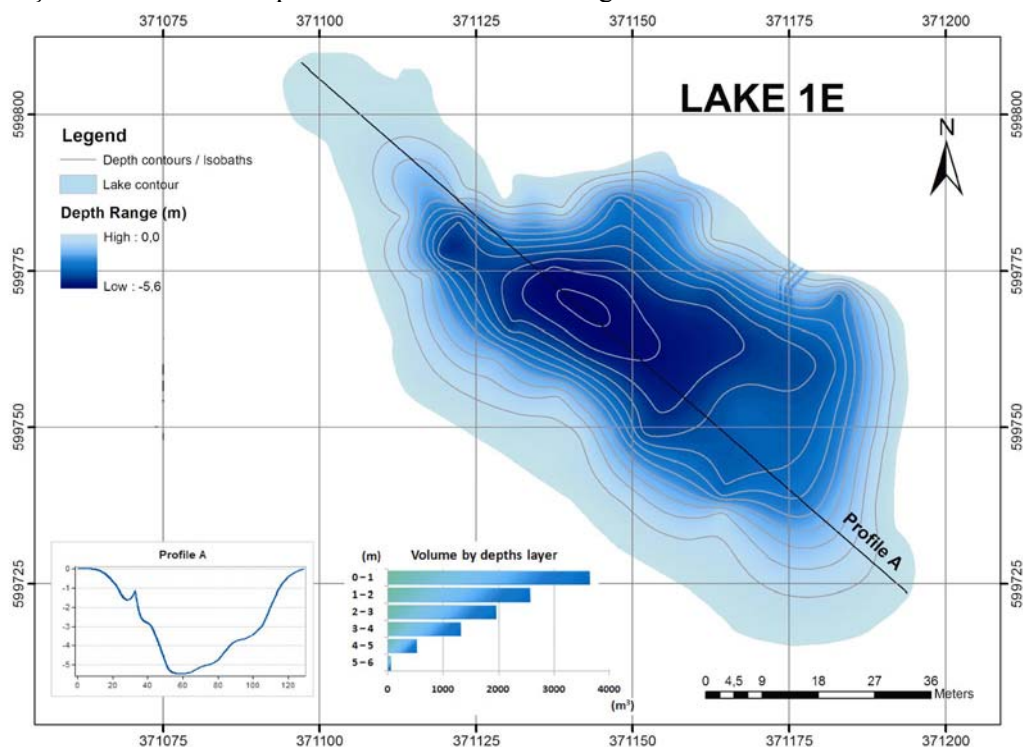 371075 371100 371125 371150 371175 371200
LAKE 1E
N
599800
599775
599750
599725
Legend
Depth contours / Isobaths
Lake contour
Depth Range (m)
High : 0,0
Low : -5,6
Profile A
Profile A
0
-1
-2
-3
-4
-5
0 20 40 60 80 100 120
(m) Volume by depths layer
0 – 1
1 – 2
2 – 3
3 – 4
4 – 5
5 – 6
0 1000 2000 3000 4000
(m³)
0 4,5 9 18 27 36
Meters
599800
599775
599750
599725
371075 371100 371125 371150 371175 371200